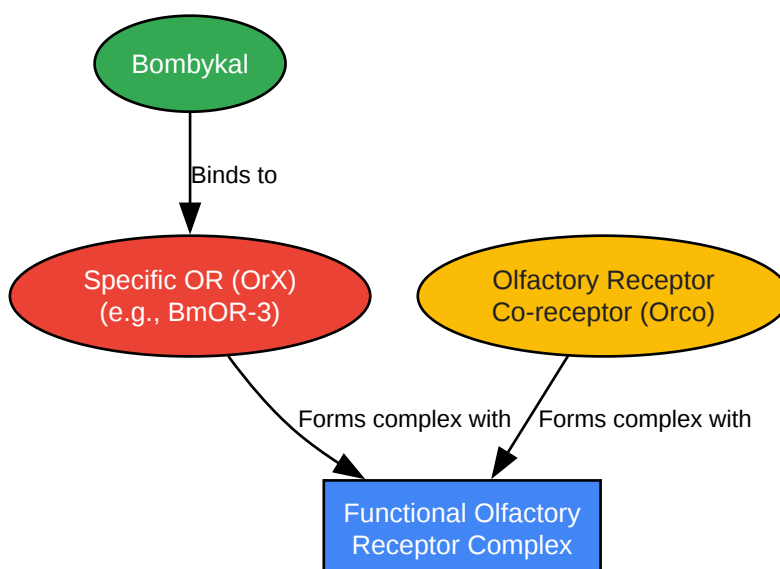 Bombykal
Binds to
Specific OR (OrX)
(e.g., BmOR-3)
Olfactory Receptor
Co-receptor (Orco)
Forms complex with
Forms complex with
Functional Olfactory
Receptor Complex